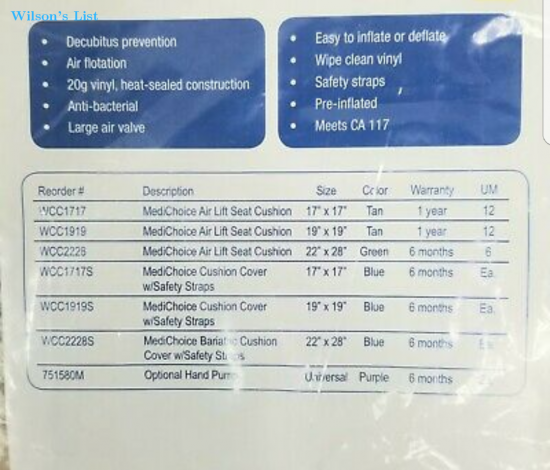 Wilson's List
• Decubitus prevention
• Air flotation
• 20g vinyl, heat-sealed construction
• Anti-bacterial
• Large air valve
• Easy to inflate or deflate
• Wipe clean vinyl
• Safety straps
• Pre-inflated
• Meets CA 117
Reorder # Description Size Color Warranty UM
WCC1717 MediChoice Air Lift Seat Cushion 17" x 17" Tan 1 year 12
WCC1919 MediChoice Air Lift Seat Cushion 19" x 19" Tan 1 year 12
WCC2228 MediChoice Air Lift Seat Cushion 22" x 28" Green 6 months 6
WCC1717S MediChoice Cushion Cover Blue 17" x 17" 6 months Ea.
w/Safety Straps
WCC1919S MediChoice Cushion Cover 19" x 19" Blue 6 months Ea.
w/Safety Straps
WCC2228S MediChoice Bariatric Cushion 22" x 28" Blue 6 months
Cover w/Safety Straps
751580M Optional Hand Pump Universal Purple 6 months